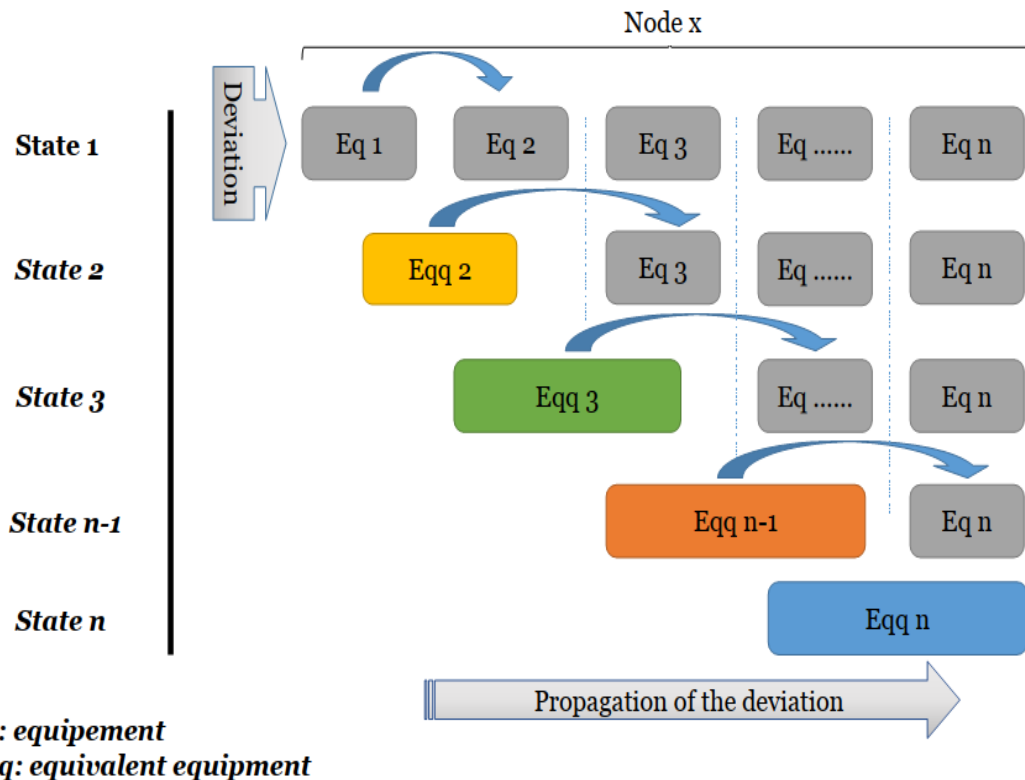 Node x
Deviation
State 1 Eq 1 Eq 2 Eq 3 Eq ...... Eq n
State 2 Eqq 2 Eq 3 Eq ...... Eq n
State 3 Eqq 3 Eq ...... Eq n
State n-1 Eqq n-1 Eq n
State n Eqq n
Propagation of the deviation
: equipement
q: equivalent equipment